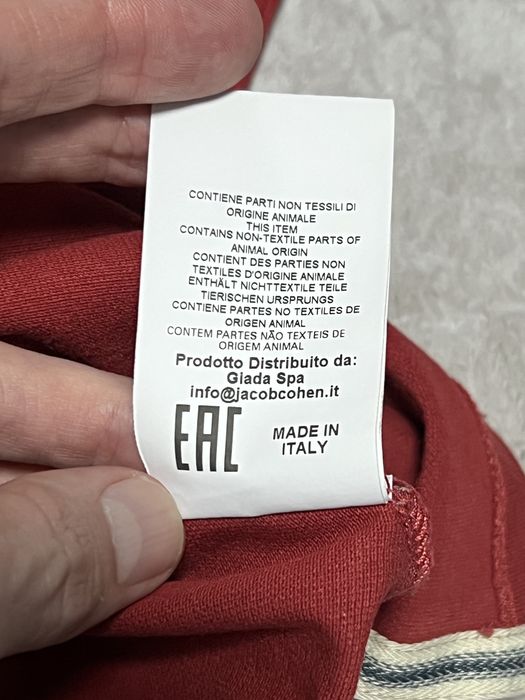 CONTIENE PARTI NON TESSILI DI
ORIGINE ANIMALE
THIS ITEM
CONTAINS NON-TEXTILE PARTS OF
ANIMAL ORIGIN
CONTIENT DES PARTIES NON
TEXTILES D'ORIGINE ANIMALE
ENTHÄLT NICHTTEXTILE TEILE
TIERISCHEN URSPRUNGS
CONTIENE PARTES NO TEXTILES DE
ORIGEN ANIMAL
CONTEM PARTES NÃO TEXTEIS DE
ORIGEM ANIMAL
Prodotto Distribuito da:
Giada Spa
info@jacobcohen.it
EAC
MADE IN
ITALY